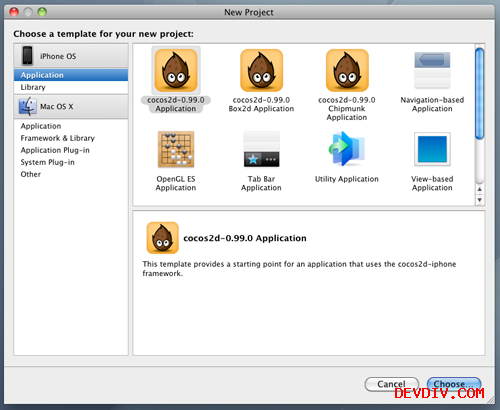 New Project
Choose a template for your new project:
iPhone OS
Application
Library
Mac OS X
Application
Framework & Library
Application Plug-in
System Plug-in
Other
cocos2d-0.99.0
Application
cocos2d-0.99.0
Box2d Application
cocos2d-0.99.0
Chipmunk
Application
Navigation-based
Application
OpenGL ES
Application
Tab Bar
Application
Utility Application
View-based
Application
cocos2d-0.99.0 Application
This template provides a starting point for an application that uses the cocos2d-iphone
framework.
Cancel
Choose...
DEVDIV.COM